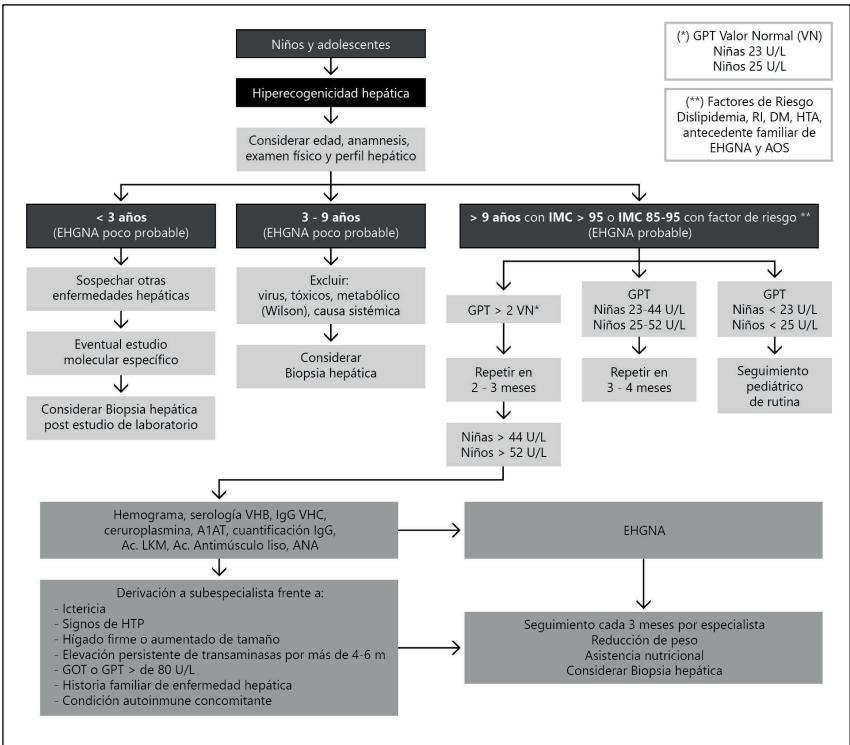 Niños y adolescentes
(*) GPT Valor Normal (VN)
Niñas 23 U/L
Niños 25 U/L
Hiperecogenicidad hepática
(**) Factores de Riesgo
Dislipidemia, RI, DM, HTA,
antecedente familiar de
EHGNA y AOS
Considerar edad, anamnesis,
examen físico y perfil hepático
< 3 años
(EHGNA poco probable)
3 - 9 años
(EHGNA poco probable)
> 9 años con IMC > 95 o IMC 85-95 con factor de riesgo **
(EHGNA probable)
Sospechar otras
enfermedades hepáticas
Eventual estudio
molecular específico
Considerar Biopsia hepática
post estudio de laboratorio
Excluir:
virus, tóxicos, metabólico
(Wilson), causa sistémica
Considerar
Biopsia hepática
GPT > 2 VN*
Repetir en
2 - 3 meses
Niñas > 44 U/L
Niños > 52 U/L
GPT
Niñas 23-44 U/L
Niños 25-52 U/L
Repetir en
3 - 4 meses
GPT
Niñas < 23 U/L
Niños < 25 U/L
Seguimiento
pediátrico
de rutina
Hemograma, serología VHB, IgG VHC,
ceruroplasmina, A1AT, cuantificación IgG,
Ac. LKM, Ac. Antimúsculo liso, ANA
EHGNA
Derivación a subespecialista frente a:
- Ictericia
- Signos de HTP
- Hígado firme o aumentado de tamaño
- Elevación persistente de transaminasas por más de 4-6 m
- GOT o GPT > de 80 U/L
- Historia familiar de enfermedad hepática
- Condición autoinmune concomitante
Seguimiento cada 3 meses por especialista
Reducción de peso
Asistencia nutricional
Considerar Biopsia hepática